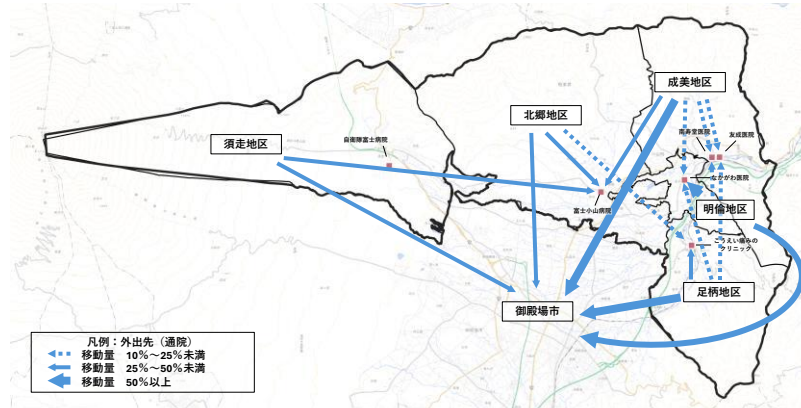 成美地区
北郷地区
須走地区
自衛隊富士病院
南寿堂医院
友成医院
なかがわ医院
富士小山病院
明倫地区
こうえい痛みの
クリニック
足柄地区
御殿場市
凡例：外出先（通院）
移動量 10%～25%未満
移動量 25%～50%未満
移動量 50%以上